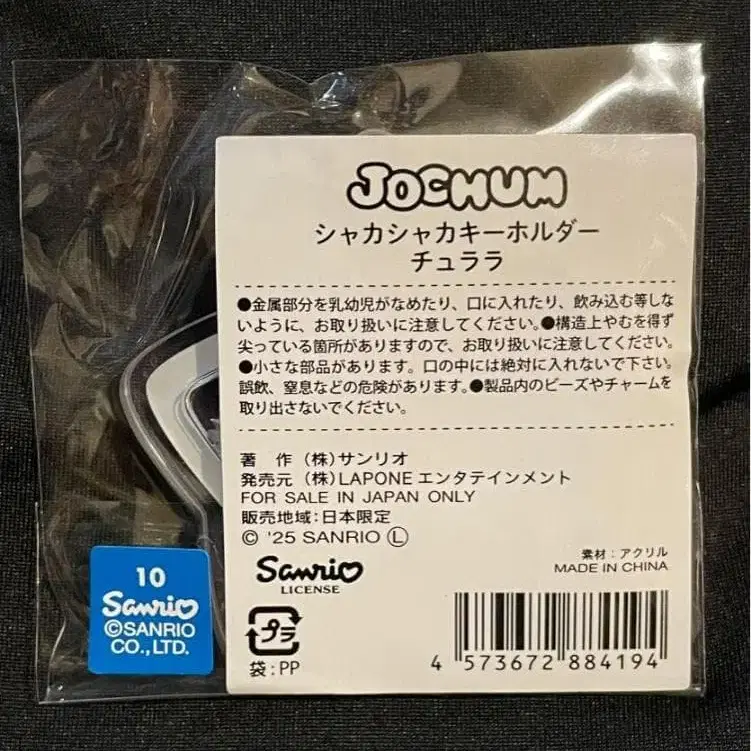 JOCHUM
シャカシャカキーホルダー
チュララ
●金属部分を乳幼児がなめたり、口に入れたり、飲み込む等しな
いように、お取り扱いに注意してください。●構造上やむを得ず
尖っている箇所がありますので、お取り扱いに注意してください。
●小さな部品があります。口の中には絶対に入れないで下さい。
誤飲、窒息などの危険があります。●製品内のビーズやチャームを
取り出さないでください。
著　作 (株)サンリオ
発売元 (株)LAPONEエンタテインメント
FOR SALE IN JAPAN ONLY
販売地域:日本限定
© '25 SANRIO Ⓛ
Sanrio
LICENSE
素材:アクリル
MADE IN CHINA
プラ
袋:PP
4 573672 884194
10
Sanrio
©SANRIO
CO.,LTD.